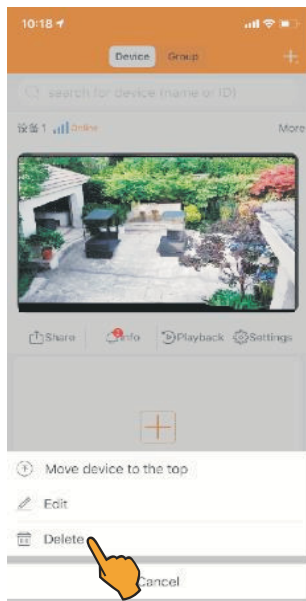 10:18
Device Group
search for device (name or ID)
设备1 Online More
Share Info Playback Settings
Move device to the top
Edit
Delete
Cancel